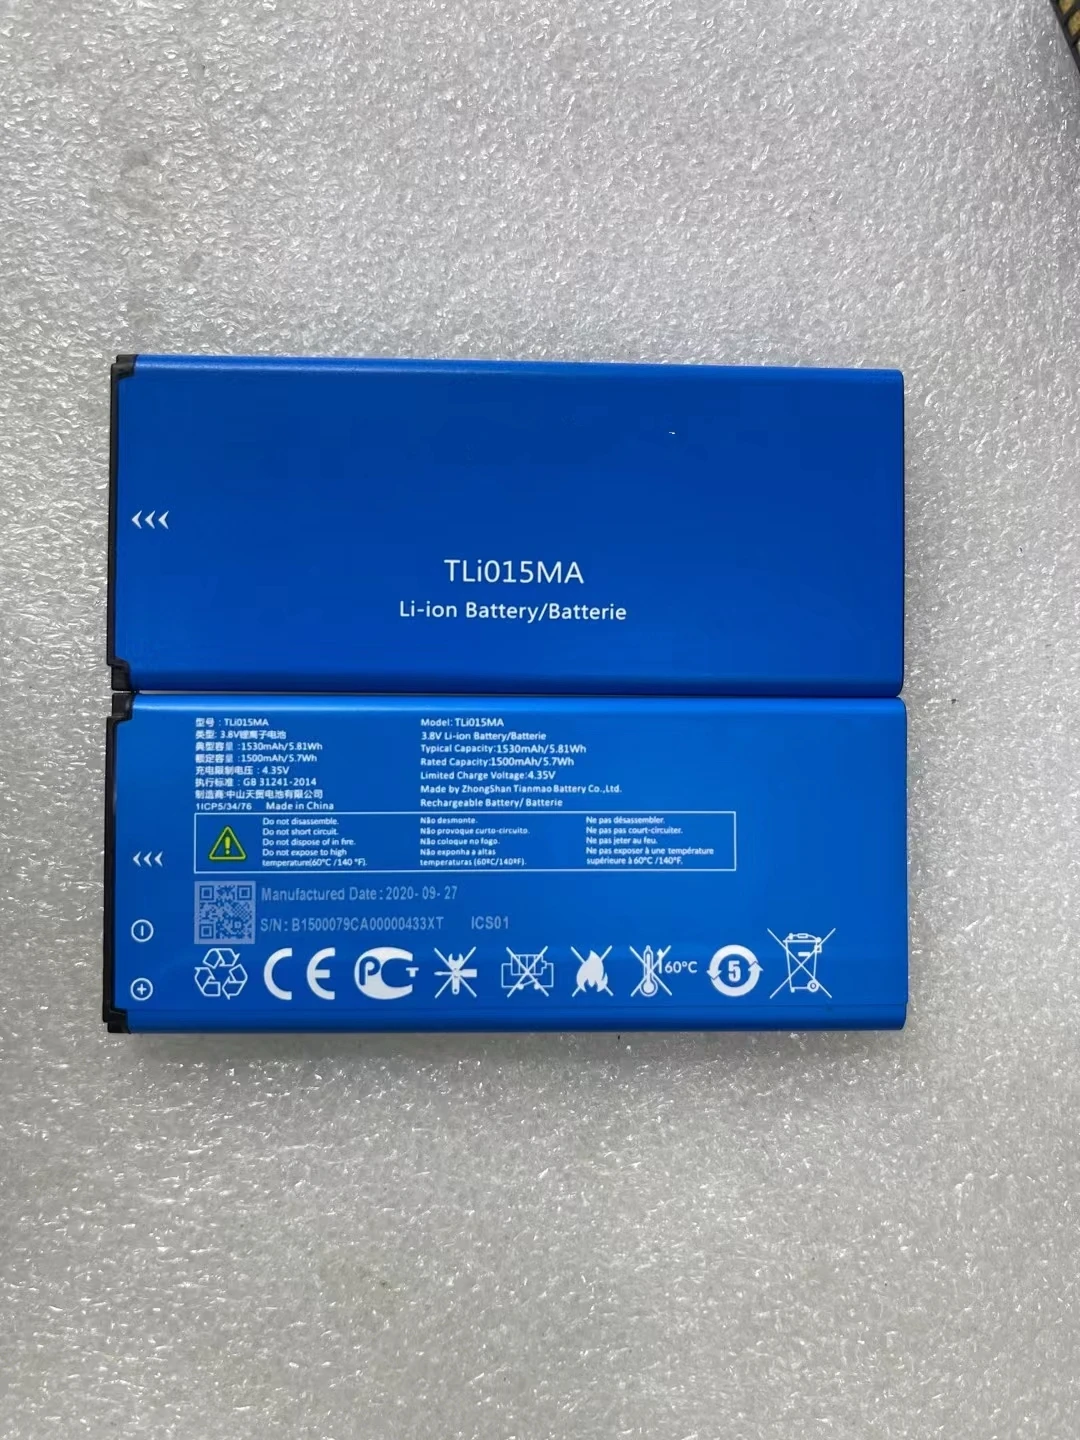 TLi015MA
Li-ion Battery/Batterie
型号：TLi015MA
类型: 3.8V锂离子电池
典型容量：1530mAh/5.81Wh
额定容量：1500mAh/5.7Wh
充电限制电压：4.35V
执行标准：GB 31241-2014
制造商:中山天贸电池有限公司
1ICP5/34/76 Made in China
Model: TLi015MA
3.8V Li-ion Battery/Batterie
Typical Capacity:1530mAh/5.81Wh
Rated Capacity:1500mAh/5.7Wh
Limited Charge Voltage:4.35V
Made by ZhongShan Tianmao Battery Co.,Ltd.
Rechargeable Battery/ Batterie
Do not disassemble.
Do not short circuit.
Do not dispose of in fire.
Do not expose to high
temperature(60°C /140 °F).
Não desmonte.
Não provoque curto-circuito.
Não coloque no fogo.
Não exponha a altas
temperaturas (60ºC/140ºF).
Ne pas désassembler.
Ne pas pas court-circuiter.
Ne pas jeter au feu.
Ne pas exposer à une température
supérieure à 60°C /140°F.
Manufactured Date : 2020- 09- 27
S/N: B1500079CA00000433XT ICS01
CE
60°C
5